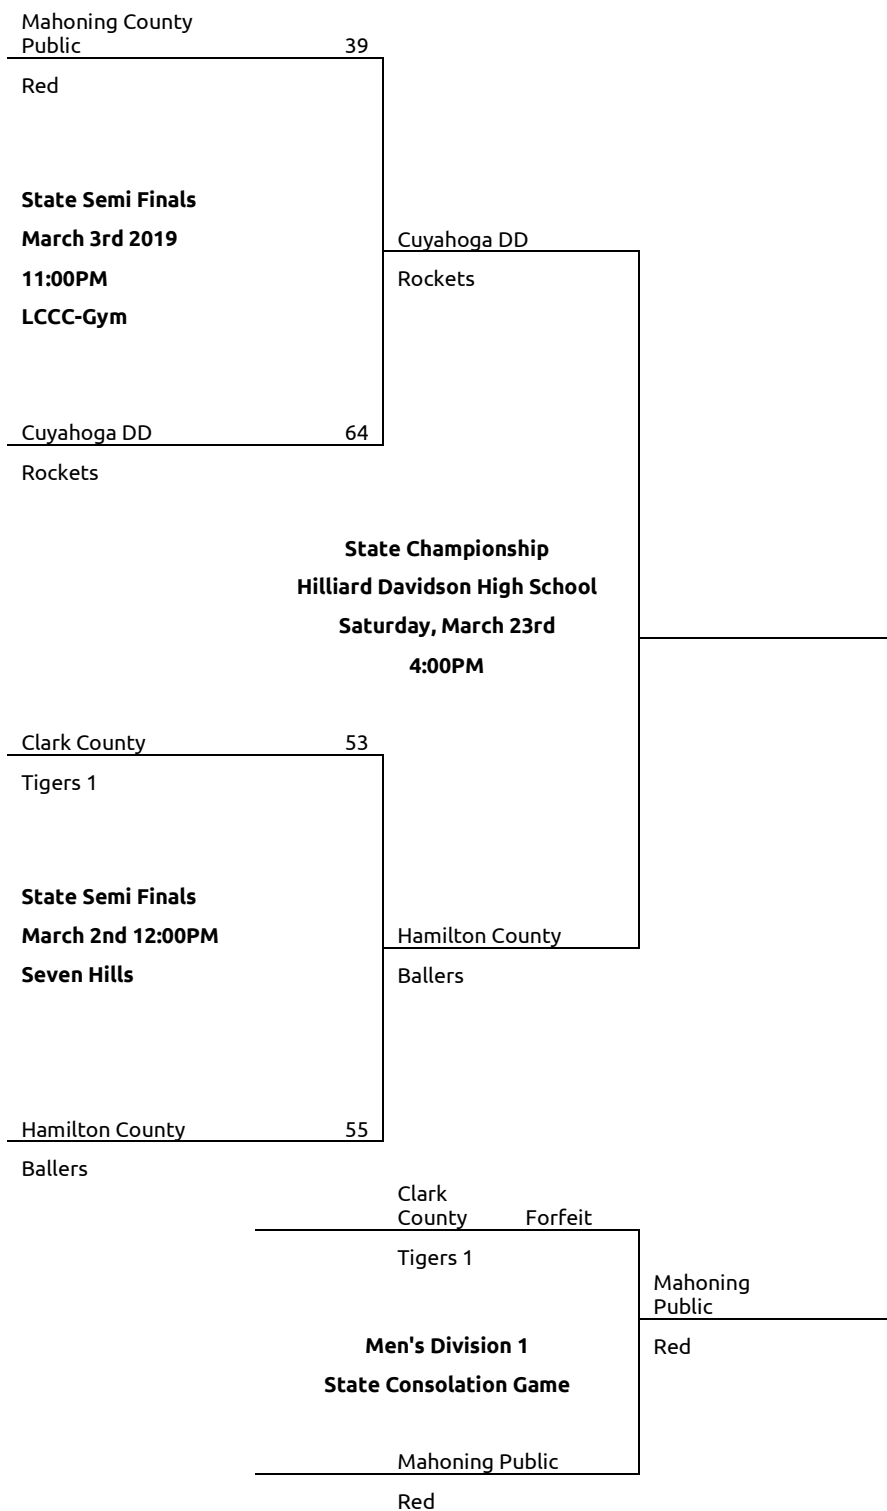 Mahoning County
Public 39
Red
State Semi Finals
March 3rd 2019
11:00PM
LCCC-Gym
Cuyahoga DD
Rockets
Cuyahoga DD 64
Rockets
State Championship
Hilliard Davidson High School
Saturday, March 23rd
4:00PM
Clark County 53
Tigers 1
State Semi Finals
March 2nd 12:00PM
Seven Hills
Hamilton County
Ballers
Hamilton County 55
Ballers
Clark
County Forfeit
Tigers 1
Mahoning
Public
Red
Men's Division 1
State Consolation Game
Mahoning Public
Red